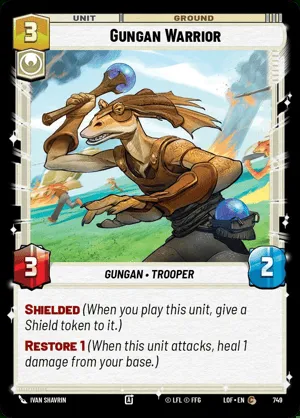 UNIT GROUND
3
GUNGAN WARRIOR
3
2
GUNGAN • TROOPER
SHIELDED (When you play this unit, give a
Shield token to it.)
RESTORE 1 (When this unit attacks, heal 1
damage from your base.)
IVAN SHAVRIN © LFL © FFG LOF • EN C 749